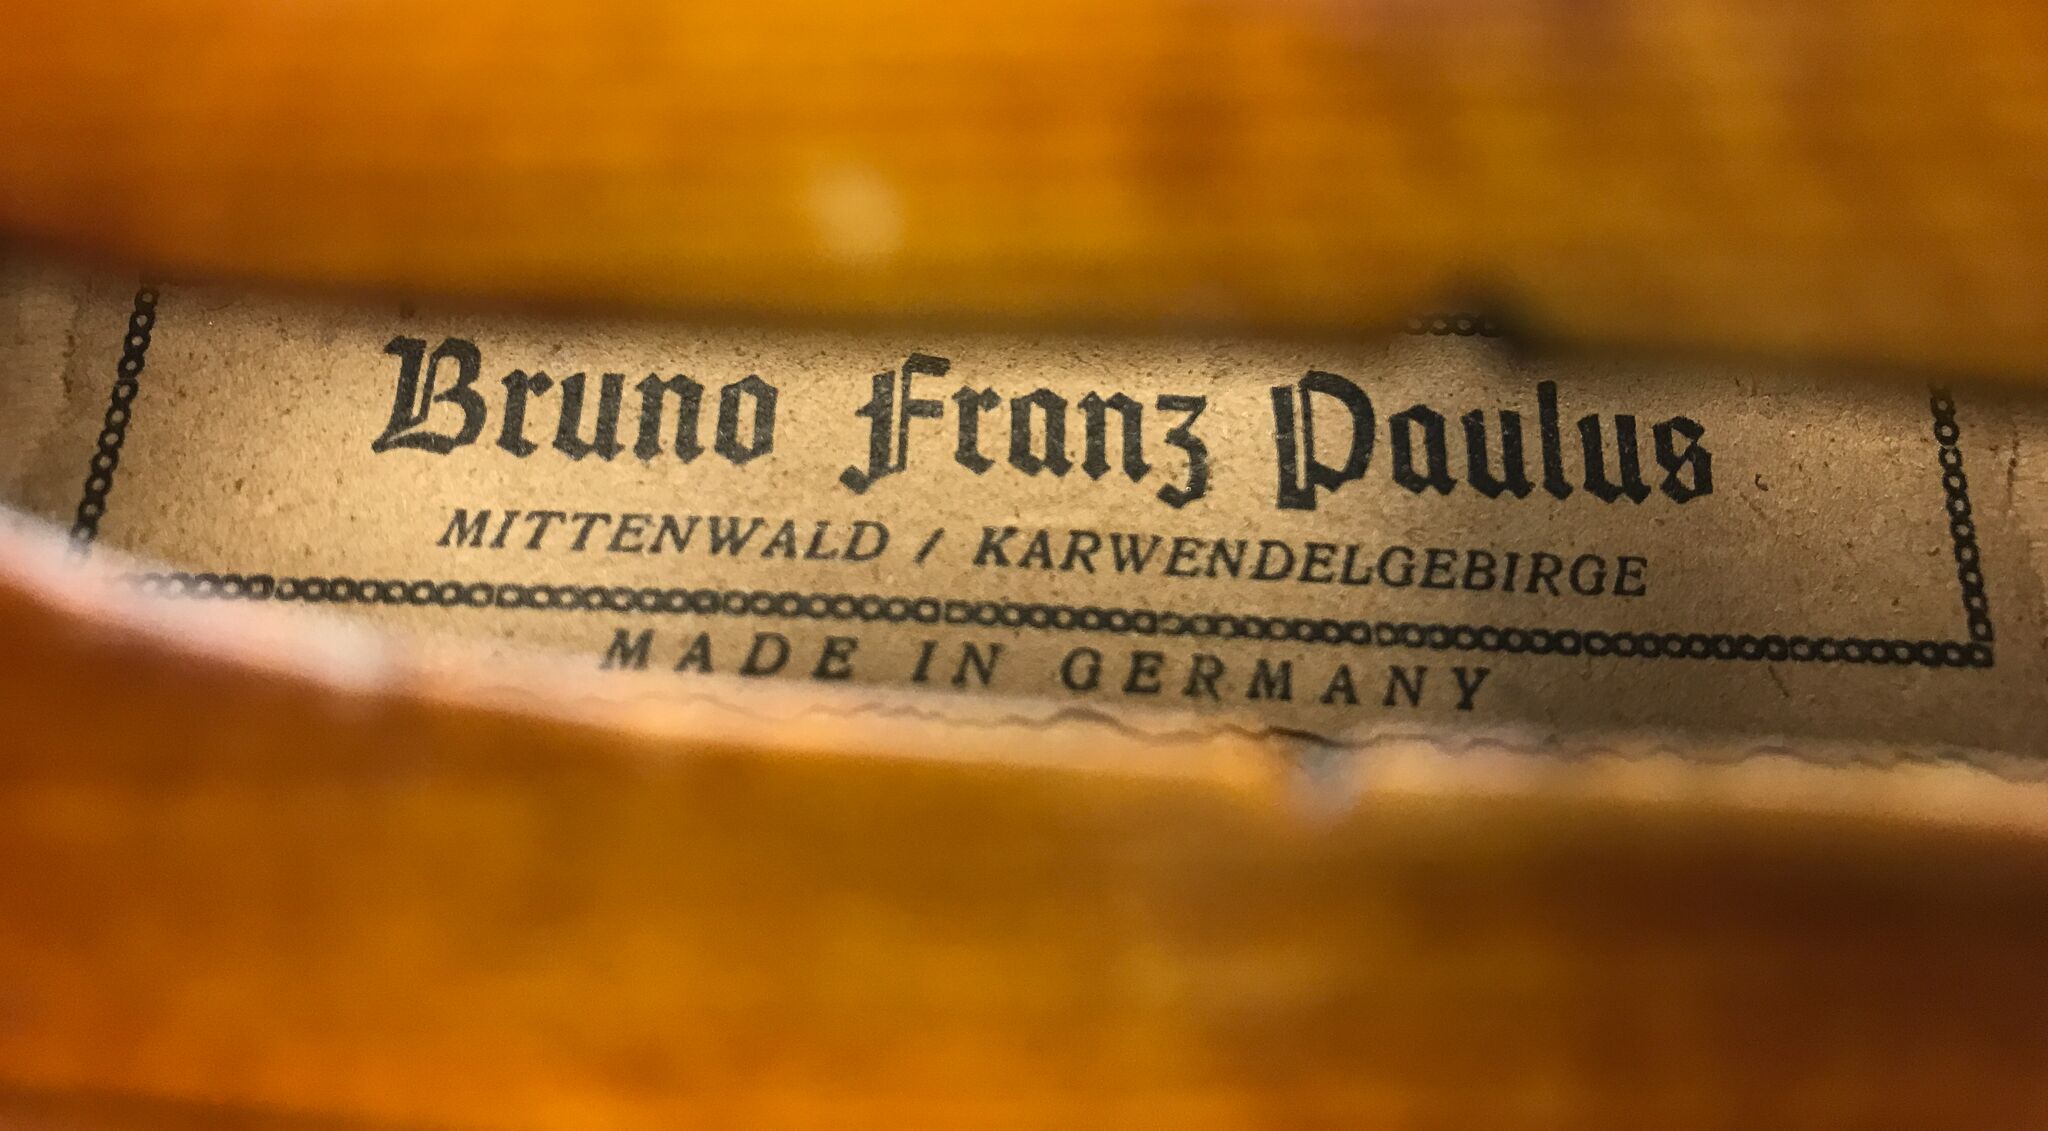 Bruno Franz Paulus
MITTENWALD / KARWENDELGEBIRGE
MADE IN GERMANY